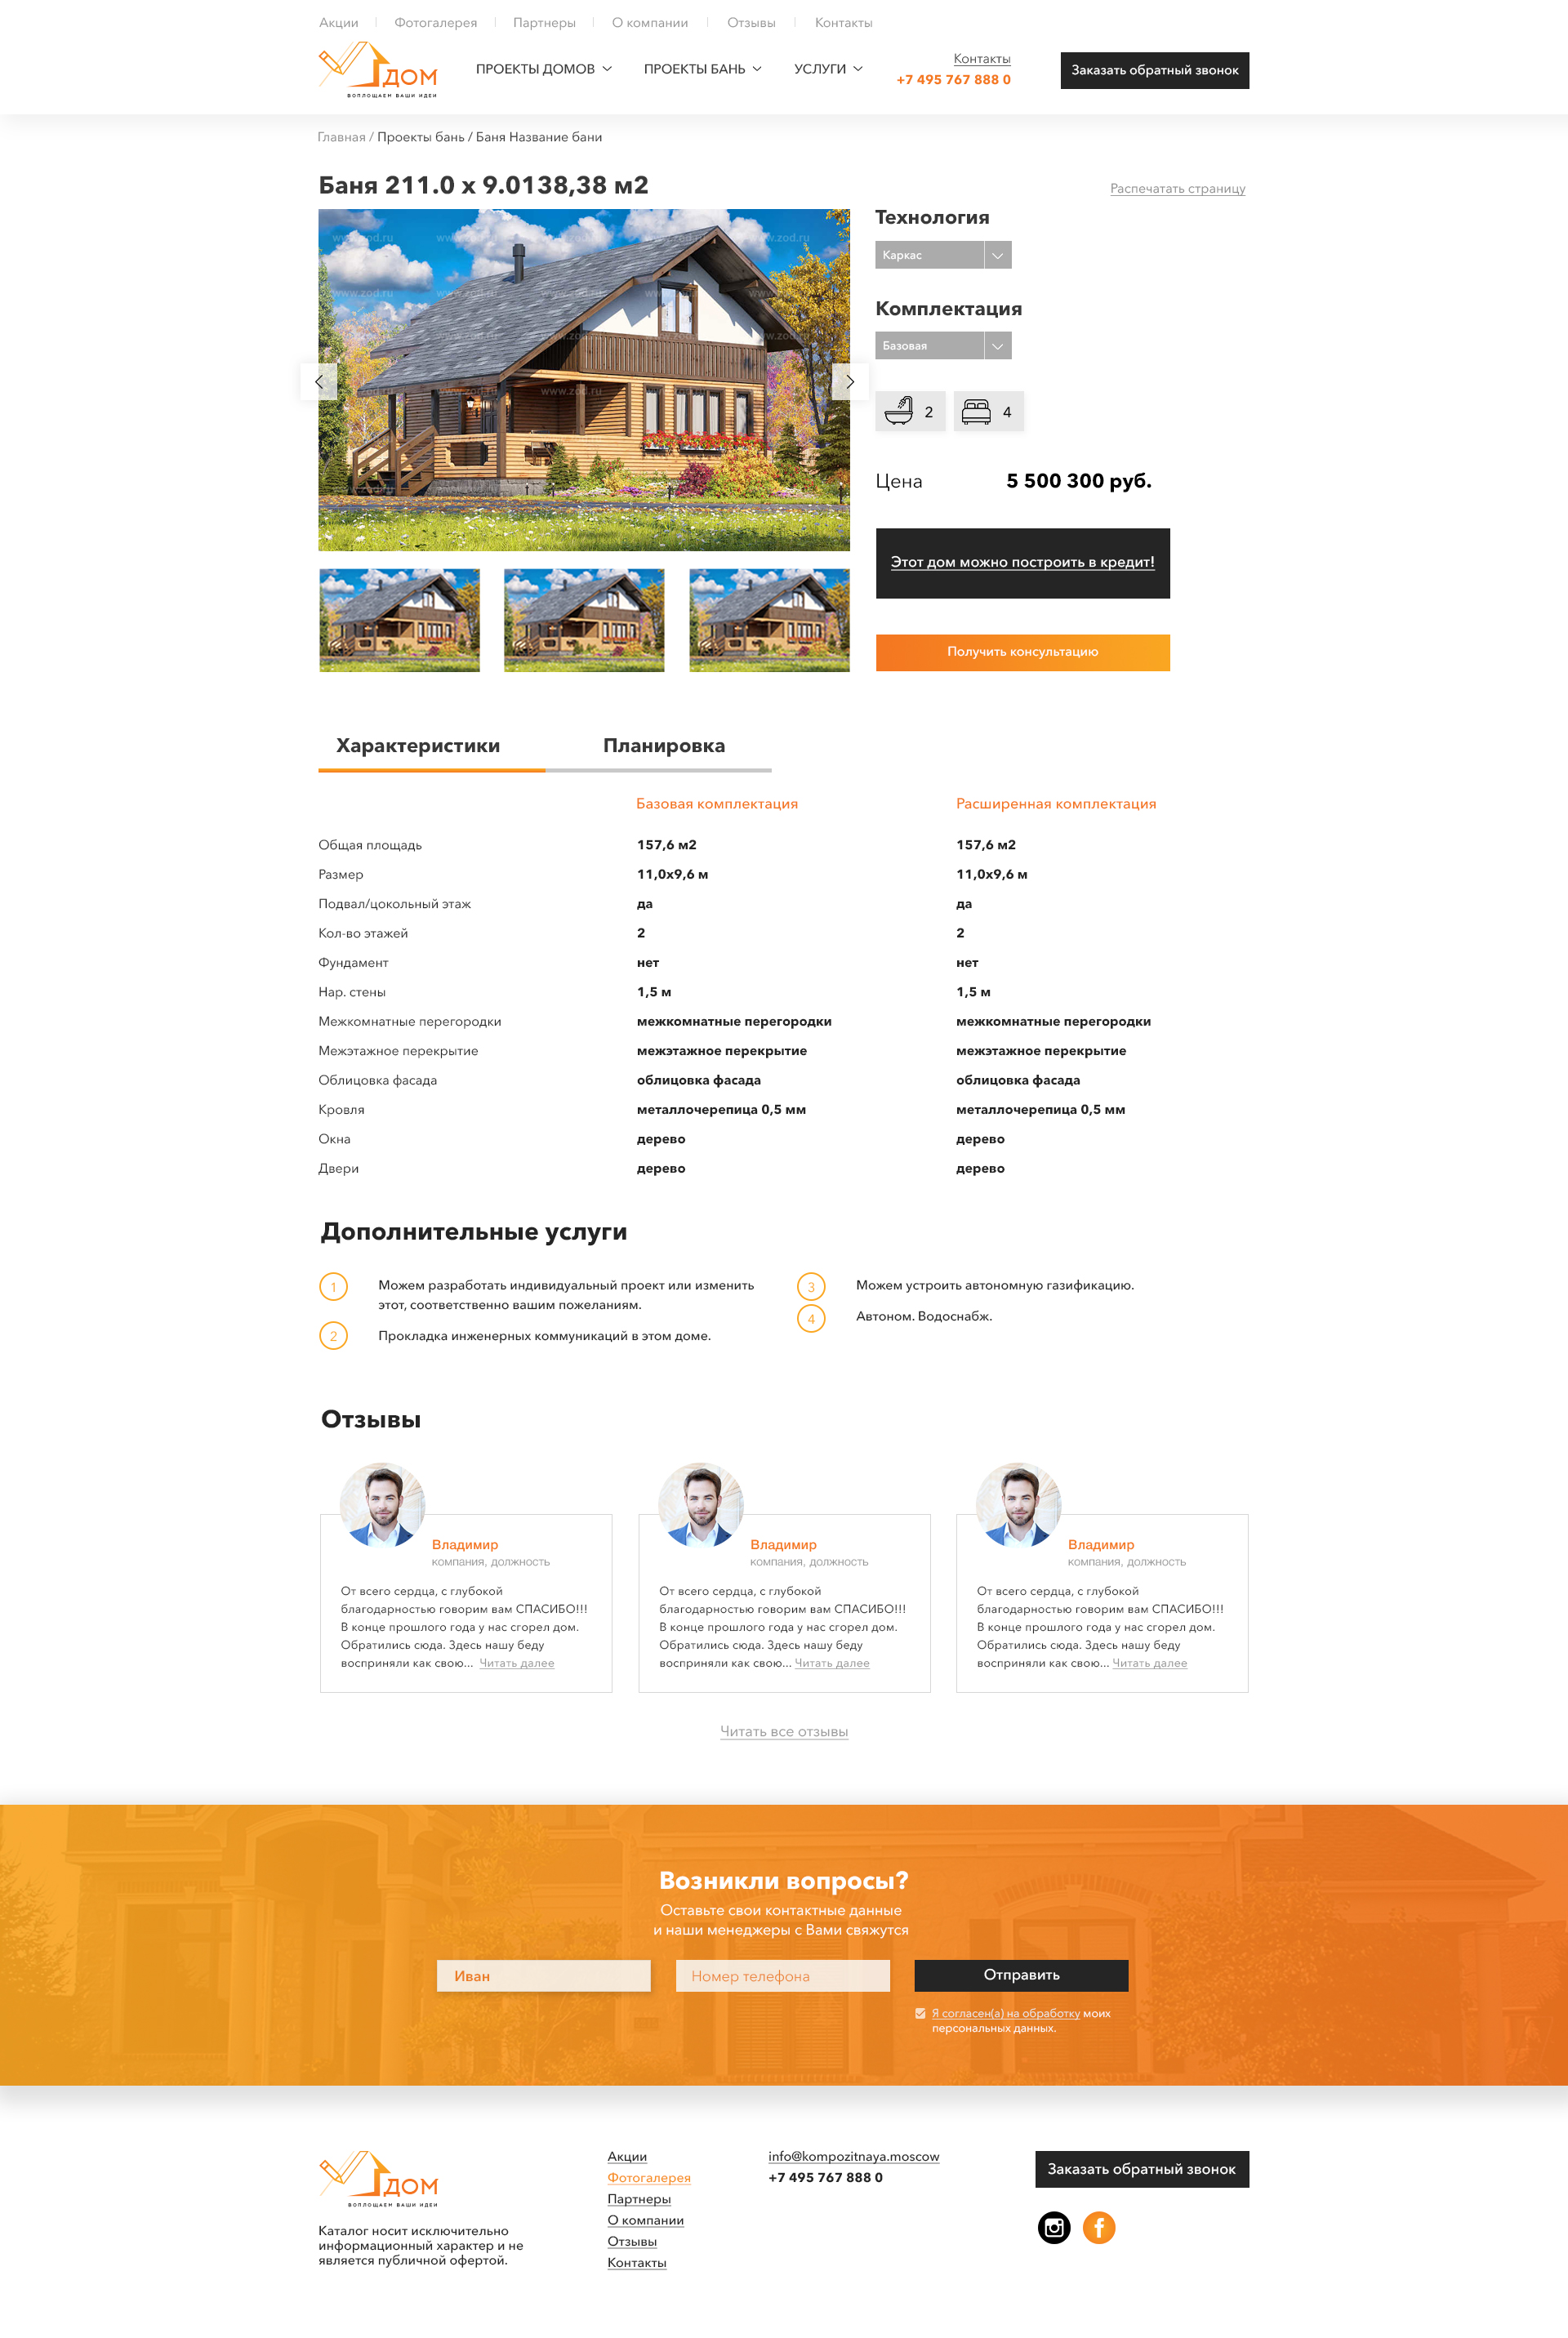 Акции
Фотогалерея
Партнеры
О компании
Отзывы
Контакты
ДОМ
ВОПЛОЩАЕМ ВАШИ ИДЕИ
ПРОЕКТЫ ДОМОВ
ПРОЕКТЫ БАНЬ
УСЛУГИ
Контакты
+7 495 767 888 0
Заказать обратный звонок
Главная / Проекты бань / Баня Название бани
Баня 211.0 х 9.0138,38 м2
Распечатать страницу
www.zod.ru
Технология
Каркас
Комплектация
Базовая
2
4
Цена
5 500 300 руб.
Этот дом можно построить в кредит!
Получить консультацию
Характеристики
Планировка
Базовая комплектация
Расширенная комплектация
Общая площадь 157,6 м2 157,6 м2
Размер 11,0х9,6 м 11,0х9,6 м
Подвал/цокольный этаж да да
Кол-во этажей 2 2
Фундамент нет нет
Нар. стены 1,5 м 1,5 м
Межкомнатные перегородки межкомнатные перегородки межкомнатные перегородки
Межэтажное перекрытие межэтажное перекрытие межэтажное перекрытие
Облицовка фасада облицовка фасада облицовка фасада
Кровля металлочерепица 0,5 мм металлочерепица 0,5 мм
Окна дерево дерево
Двери дерево дерево
Дополнительные услуги
1
Можем разработать индивидуальный проект или изменить
этот, соответственно вашим пожеланиям.
2
Прокладка инженерных коммуникаций в этом доме.
3
Можем устроить автономную газификацию.
4
Автоном. Водоснабж.
Отзывы
Владимир
компания, должность
От всего сердца, с глубокой
благодарностью говорим вам СПАСИБО!!!
В конце прошлого года у нас сгорел дом.
Обратились сюда. Здесь нашу беду
восприняли как свою... Читать далее
Владимир
компания, должность
От всего сердца, с глубокой
благодарностью говорим вам СПАСИБО!!!
В конце прошлого года у нас сгорел дом.
Обратились сюда. Здесь нашу беду
восприняли как свою... Читать далее
Владимир
компания, должность
От всего сердца, с глубокой
благодарностью говорим вам СПАСИБО!!!
В конце прошлого года у нас сгорел дом.
Обратились сюда. Здесь нашу беду
восприняли как свою... Читать далее
Читать все отзывы
Возникли вопросы?
Оставьте свои контактные данные
и наши менеджеры с Вами свяжутся
Иван
Номер телефона
Отправить
Я согласен(а) на обработку моих
персональных данных.
ДОМ
ВОПЛОЩАЕМ ВАШИ ИДЕИ
Каталог носит исключительно
информационный характер и не
является публичной офертой.
Акции
Фотогалерея
Партнеры
О компании
Отзывы
Контакты
info@kompozitnaya.moscow
+7 495 767 888 0
Заказать обратный звонок